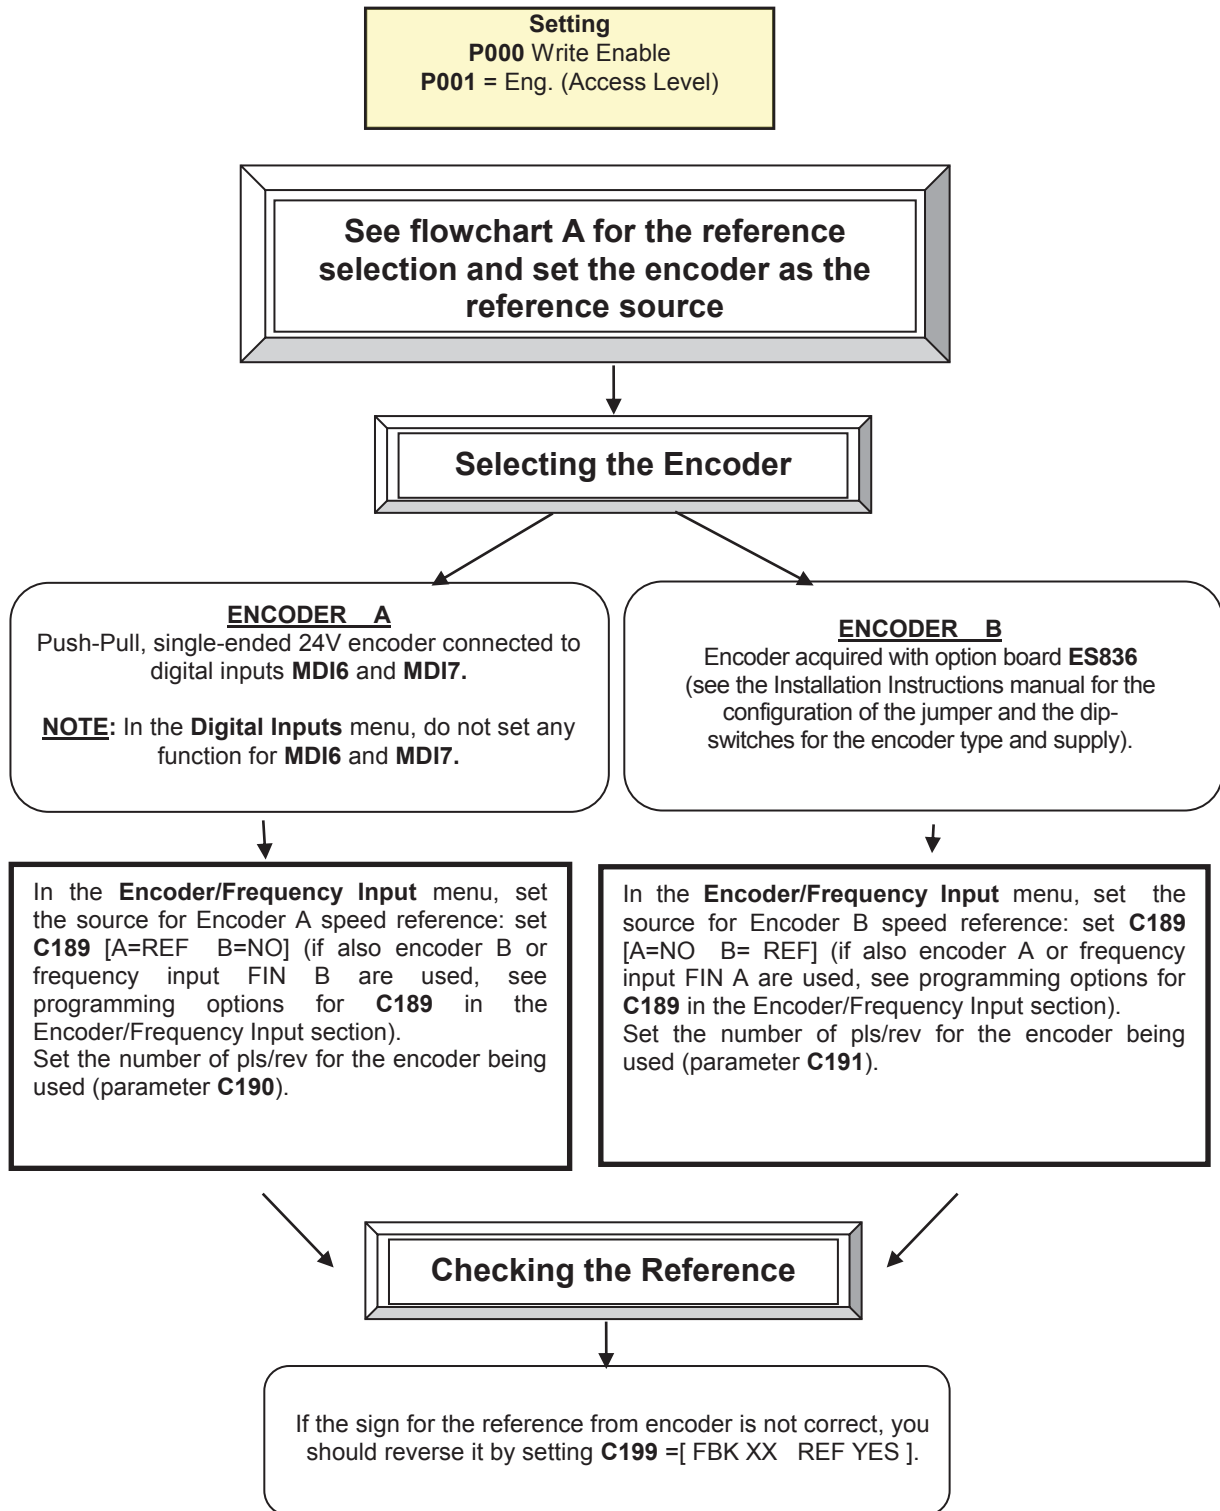 Setting
P000 Write Enable
P001 = Eng. (Access Level)
See flowchart A for the reference
selection and set the encoder as the
reference source
Selecting the Encoder
ENCODER A
Push-Pull, single-ended 24V encoder connected to
digital inputs MDI6 and MDI7.
NOTE: In the Digital Inputs menu, do not set any
function for MDI6 and MDI7.
ENCODER B
Encoder acquired with option board ES836
(see the Installation Instructions manual for the
configuration of the jumper and the dip-
switches for the encoder type and supply).
In the Encoder/Frequency Input menu, set
the source for Encoder A speed reference: set
C189 [A=REF B=NO] (if also encoder B or
frequency input FIN B are used, see
programming options for C189 in the
Encoder/Frequency Input section).
Set the number of pls/rev for the encoder being
used (parameter C190).
In the Encoder/Frequency Input menu, set the
source for Encoder B speed reference: set C189
[A=NO B= REF] (if also encoder A or frequency
input FIN A are used, see programming options for
C189 in the Encoder/Frequency Input section).
Set the number of pls/rev for the encoder being
used (parameter C191).
Checking the Reference
If the sign for the reference from encoder is not correct, you
should reverse it by setting C199 =[ FBK XX REF YES ].